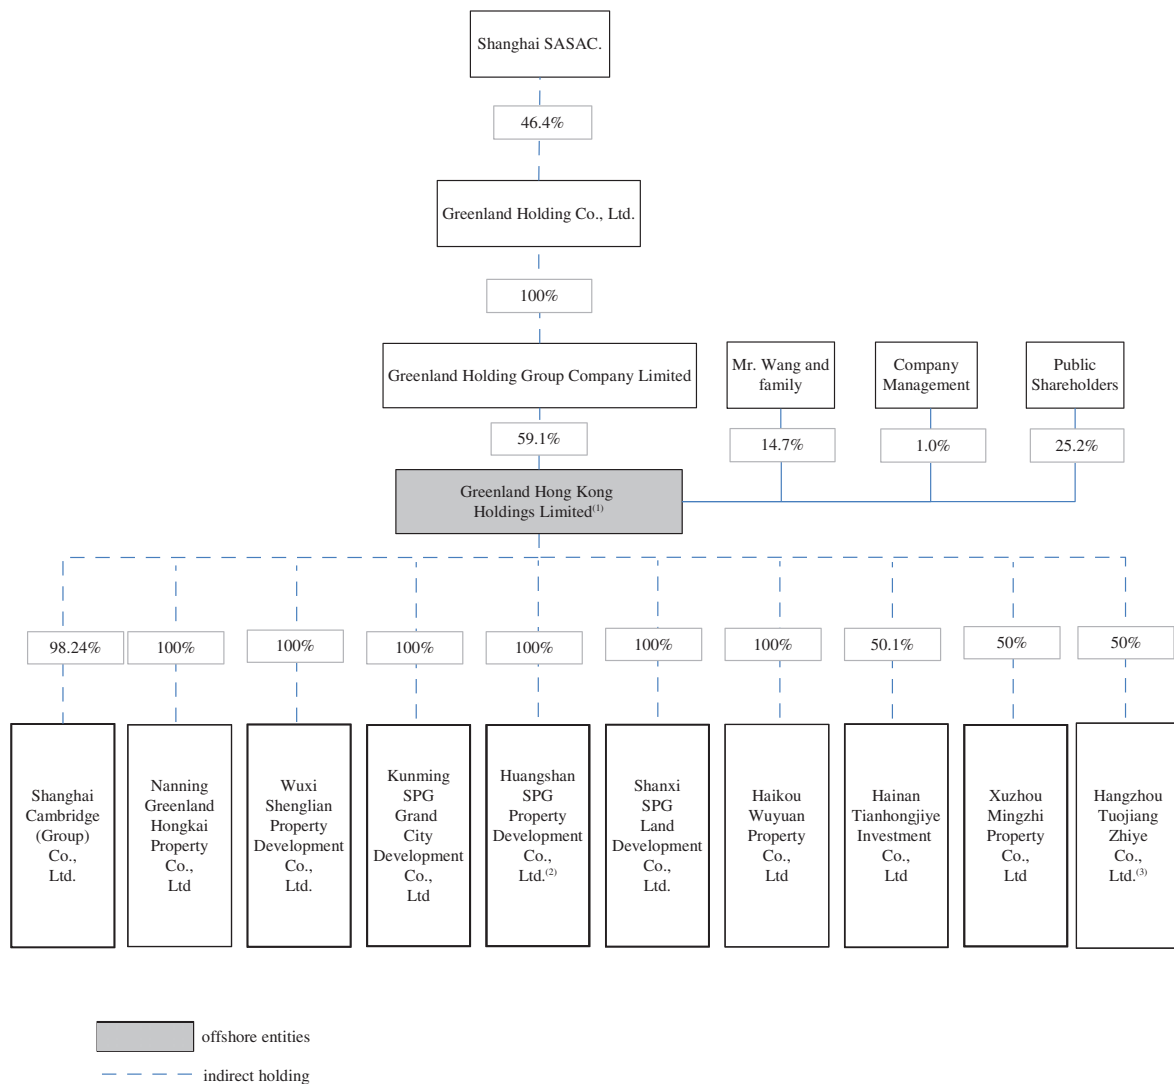 Shanghai SASAC.
46.4%
Greenland Holding Co., Ltd.
100%
Greenland Holding Group Company Limited
Mr. Wang and
family
Company
Management
Public
Shareholders
59.1%
14.7%
1.0%
25.2%
Greenland Hong Kong
Holdings Limited(1)
98.24%
100%
100%
100%
100%
100%
100%
50.1%
50%
50%
Shanghai
Cambridge
(Group)
Co.,
Ltd.
Nanning
Greenland
Hongkai
Property
Co.,
Ltd
Wuxi
Shenglian
Property
Development
Co.,
Ltd.
Kunming
SPG
Grand
City
Development
Co.,
Ltd
Huangshan
SPG
Property
Development
Co.,
Ltd.(2)
Shanxi
SPG
Land
Development
Co.,
Ltd.
Haikou
Wuyuan
Property
Co.,
Ltd
Hainan
Tianhongjiye
Investment
Co.,
Ltd
Xuzhou
Mingzhi
Property
Co.,
Ltd
Hangzhou
Tuojiang
Zhiye
Co.,
Ltd.(3)
offshore entities
indirect holding